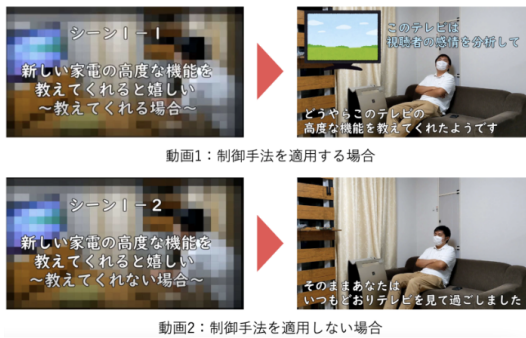 シーン1-1
新しい家電の高度な機能を
教えてくれると嬉しい
~教えてくれる場合~
このテレビは
視聴者の感情を分析して
どうやらこのテレビの
高度な機能を教えてくれたようです
動画1:制御手法を適用する場合
シーン1-2
新しい家電の高度な機能を
教えてくれると嬉しい
~教えてくれない場合~
そのままあなたは
いつもどおりテレビを見て過ごしました
動画2:制御手法を適用しない場合